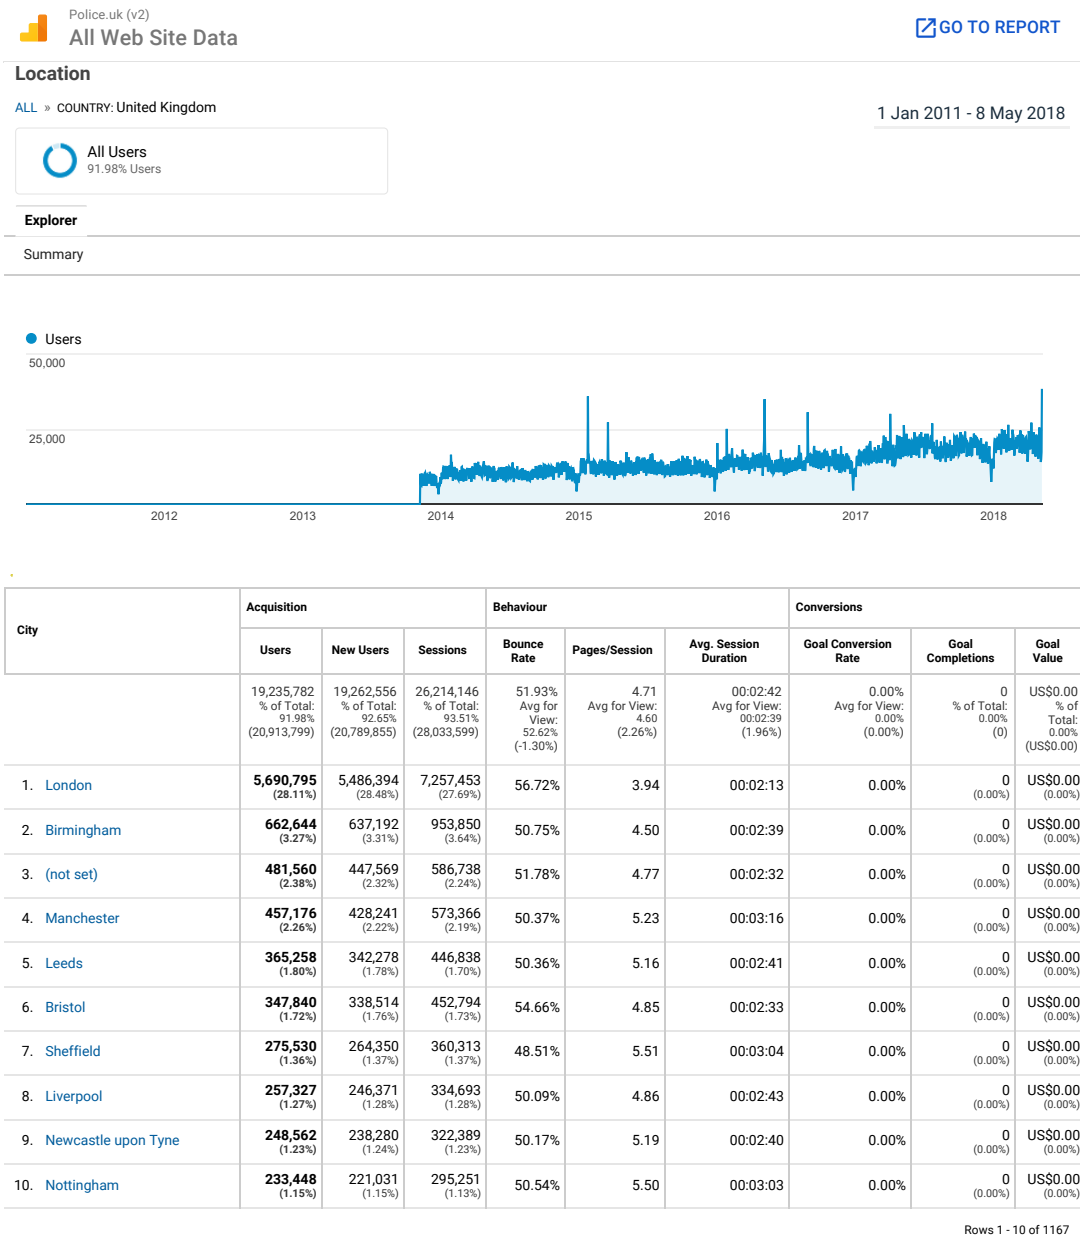 Police.uk (v2)
All Web Site Data
GO TO REPORT
Location
ALL » COUNTRY: United Kingdom
1 Jan 2011 - 8 May 2018
All Users
91.98% Users
Explorer
Summary
Users
50,000
25,000
2012 2013 2014 2015 2016 2017 2018
City
Acquisition Behaviour Conversions
Users New Users Sessions Bounce Rate Pages/Session Avg. Session Duration Goal Conversion Rate Goal Completions Goal Value
19,235,782 % of Total: 91.98% (20,913,799) 19,262,556 % of Total: 92.65% (20,789,855) 26,214,146 % of Total: 93.51% (28,033,599) 51.93% Avg for View: 52.62% (-1.30%) 4.71 Avg for View: 4.60 (2.26%) 00:02:42 Avg for View: 00:02:39 (1.96%) 0.00% Avg for View: 0.00% (0.00%) 0 % of Total: 0.00% (0) US$0.00 % of Total: 0.00% (US$0.00)
1. London 5,690,795 (28.11%) 5,486,394 (28.48%) 7,257,453 (27.69%) 56.72% 3.94 00:02:13 0.00% 0 (0.00%) US$0.00 (0.00%)
2. Birmingham 662,644 (3.27%) 637,192 (3.31%) 953,850 (3.64%) 50.75% 4.50 00:02:39 0.00% 0 (0.00%) US$0.00 (0.00%)
3. (not set) 481,560 (2.38%) 447,569 (2.32%) 586,738 (2.24%) 51.78% 4.77 00:02:32 0.00% 0 (0.00%) US$0.00 (0.00%)
4. Manchester 457,176 (2.26%) 428,241 (2.22%) 573,366 (2.19%) 50.37% 5.23 00:03:16 0.00% 0 (0.00%) US$0.00 (0.00%)
5. Leeds 365,258 (1.80%) 342,278 (1.78%) 446,838 (1.70%) 50.36% 5.16 00:02:41 0.00% 0 (0.00%) US$0.00 (0.00%)
6. Bristol 347,840 (1.72%) 338,514 (1.76%) 452,794 (1.73%) 54.66% 4.85 00:02:33 0.00% 0 (0.00%) US$0.00 (0.00%)
7. Sheffield 275,530 (1.36%) 264,350 (1.37%) 360,313 (1.37%) 48.51% 5.51 00:03:04 0.00% 0 (0.00%) US$0.00 (0.00%)
8. Liverpool 257,327 (1.27%) 246,371 (1.28%) 334,693 (1.28%) 50.09% 4.86 00:02:43 0.00% 0 (0.00%) US$0.00 (0.00%)
9. Newcastle upon Tyne 248,562 (1.23%) 238,280 (1.24%) 322,389 (1.23%) 50.17% 5.19 00:02:40 0.00% 0 (0.00%) US$0.00 (0.00%)
10. Nottingham 233,448 (1.15%) 221,031 (1.15%) 295,251 (1.13%) 50.54% 5.50 00:03:03 0.00% 0 (0.00%) US$0.00 (0.00%)
Rows 1 - 10 of 1167